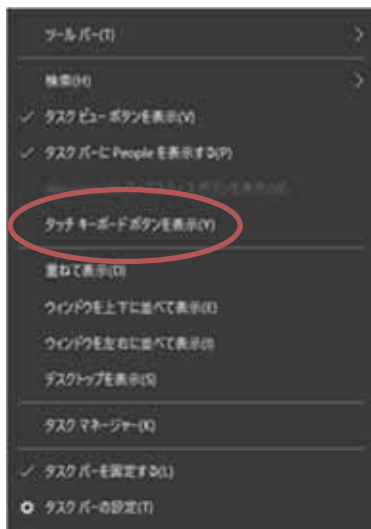 ツール バー(T)
検索(H)
タスク ビュー ボタンを表示(V)
タスク バーに People を表示する(P)
タッチ キーボード ボタンを表示(Y)
重ねて表示(D)
ウィンドウを上下に並べて表示(E)
ウィンドウを左右に並べて表示(I)
デスクトップを表示(S)
タスク マネージャー(K)
タスク バーを固定する(L)
タスク バーの設定(T)